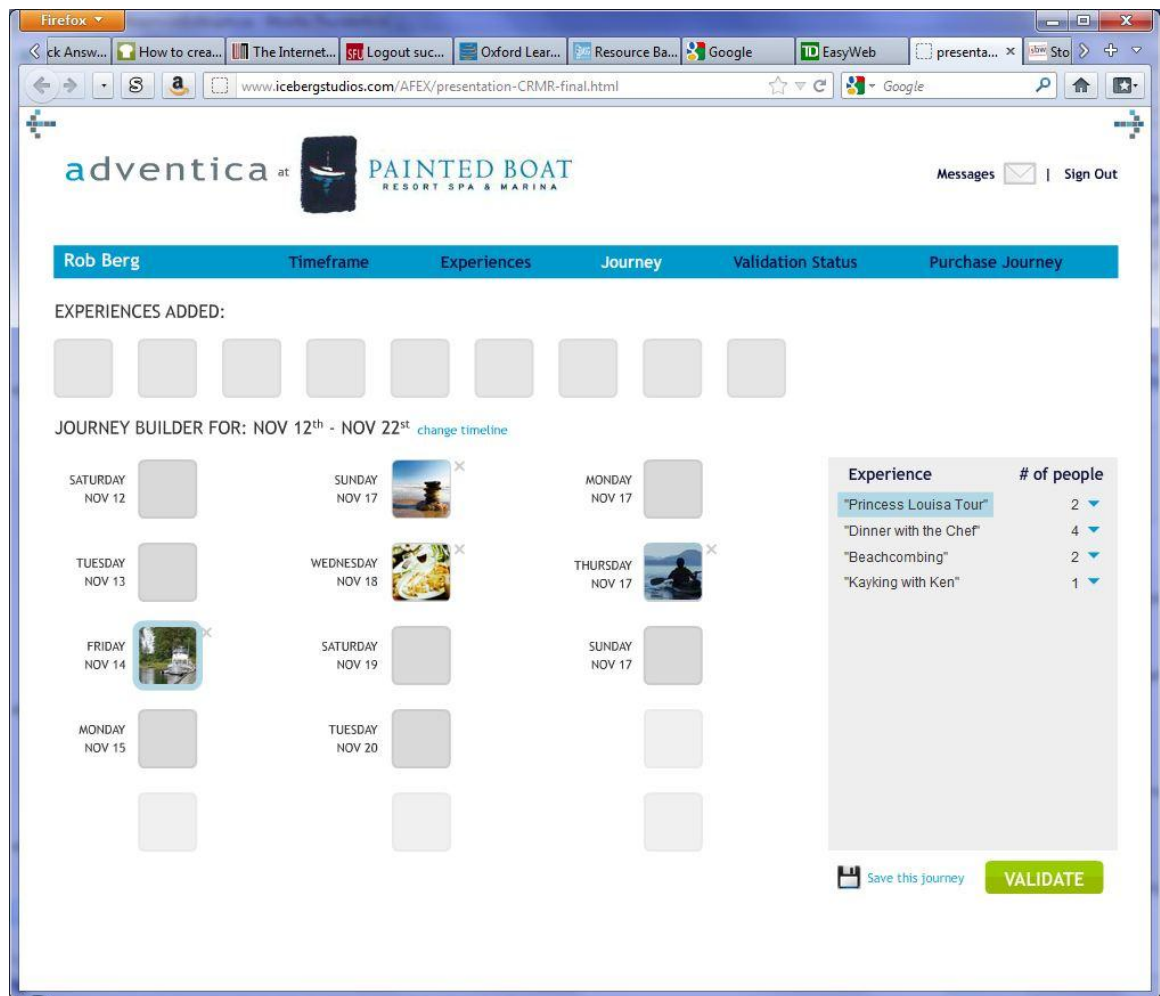 Firefox
ck Answ... How to crea... The Internet... SFU Logout suc... Oxford Lear... Resource Ba... Google TD EasyWeb presenta... sbw Sto
S a www.icebergstudios.com/AFEX/presentation-CRMR-final.html Google
adventica at PAINTED BOAT
RESORT SPA & MARINA
Messages | Sign Out
Rob Berg Timeframe Experiences Journey Validation Status Purchase Journey
EXPERIENCES ADDED:
JOURNEY BUILDER FOR: NOV 12th - NOV 22st change timeline
SATURDAY
NOV 12
SUNDAY
NOV 17
MONDAY
NOV 17
TUESDAY
NOV 13
WEDNESDAY
NOV 18
THURSDAY
NOV 17
FRIDAY
NOV 14
SATURDAY
NOV 19
SUNDAY
NOV 17
MONDAY
NOV 15
TUESDAY
NOV 20
Experience # of people
"Princess Louisa Tour" 2
"Dinner with the Chef" 4
"Beachcombing" 2
"Kayking with Ken" 1
Save this journey VALIDATE